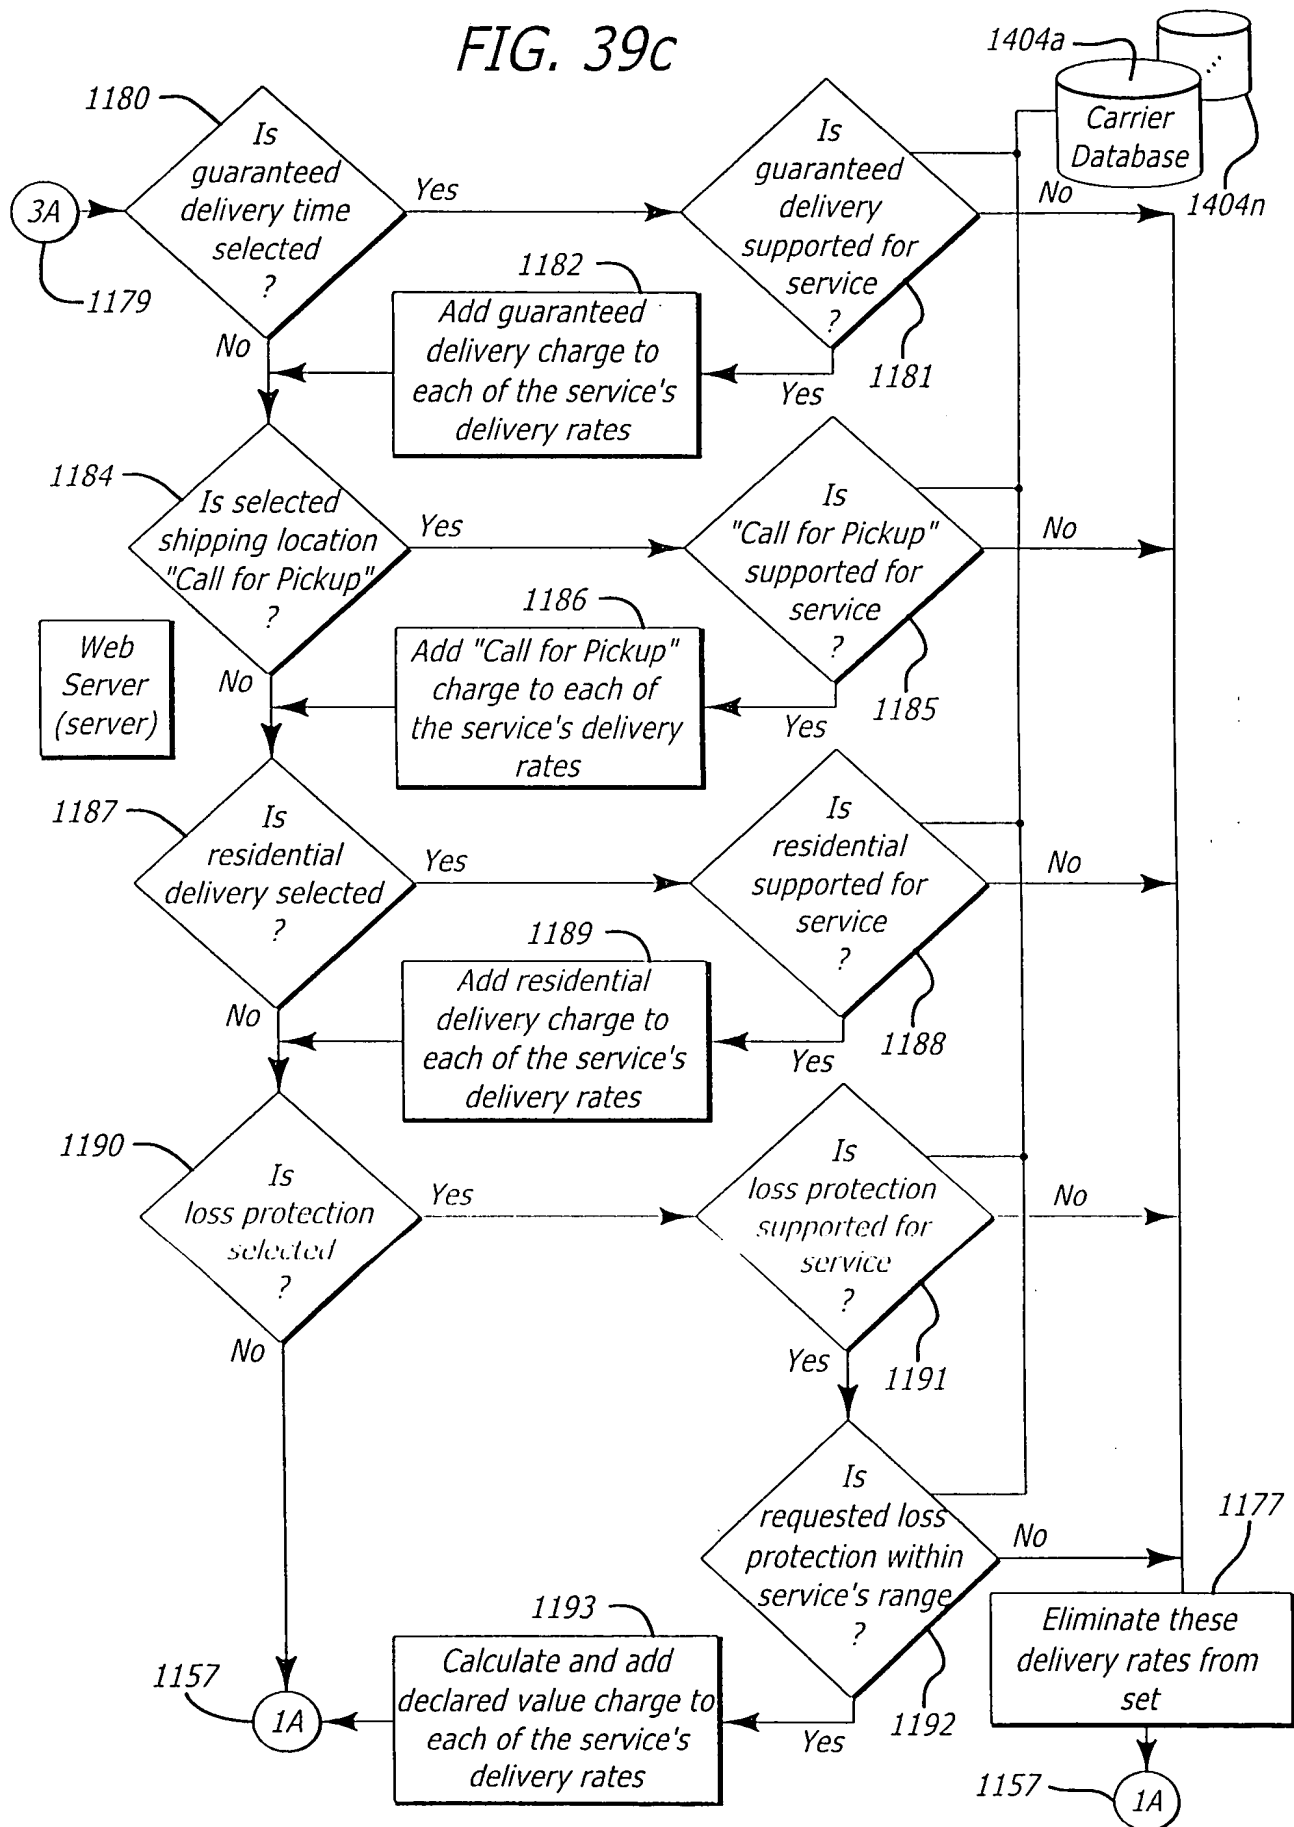 FIG. 39c
1404a
Carrier
Database
1404n
1180
Is
guaranteed
delivery time
selected
?
3A
1179
Yes
No
Is
guaranteed
delivery
supported for
service
?
1181
No
Yes
1182
Add guaranteed
delivery charge to
each of the service's
delivery rates
1184
Is selected
shipping location
"Call for Pickup"
?
Yes
No
Is
"Call for Pickup"
supported for
service
?
1185
No
Yes
1186
Add "Call for Pickup"
charge to each of
the service's delivery
rates
Web
Server
(server)
1187
Is
residential
delivery selected
?
Yes
No
Is
residential
supported for
service
?
1188
No
Yes
1189
Add residential
delivery charge to
each of the service's
delivery rates
1190
Is
loss protection
selected
?
Yes
No
Is
loss protection
supported for
service
?
1191
No
Yes
Is
requested loss
protection within
service's range
?
1192
No
Yes
1177
Eliminate these
delivery rates from
set
1193
Calculate and add
declared value charge to
each of the service's
delivery rates
1157
1A
1157
1A